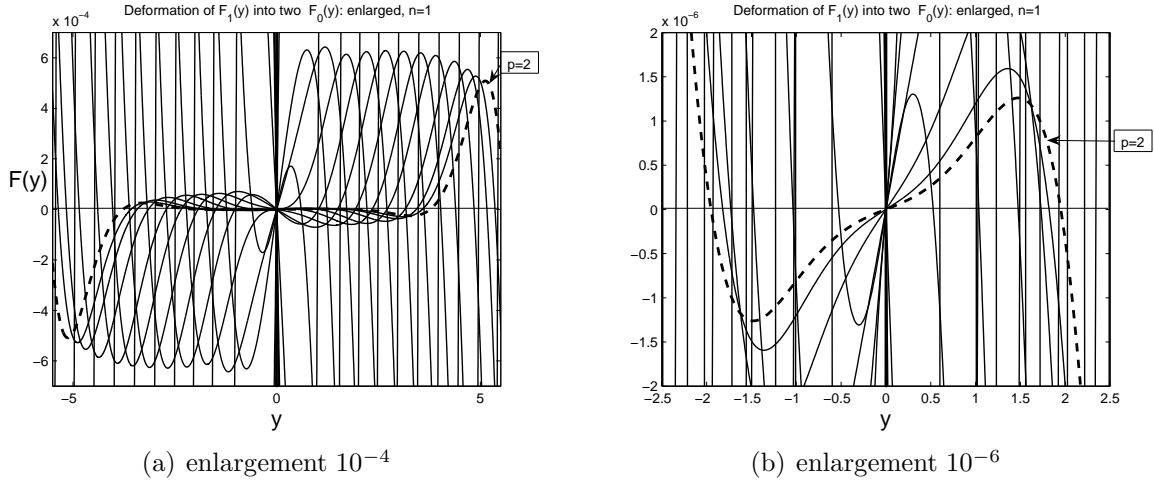 Deformation of F₁(y) into two F₀(y): enlarged, n=1
x 10⁻⁴
6
4
2
0
−2
−4
−6
F(y)
p=2
−5
0
5
y
(a) enlargement 10⁻⁴
Deformation of F₁(y) into two F₀(y): enlarged, n=1
x 10⁻⁶
2
1.5
1
0.5
0
−0.5
−1
−1.5
−2
p=2
−2.5 −2 −1.5 −1 −0.5 0 0.5 1 1.5 2 2.5
y
(b) enlargement 10⁻⁶